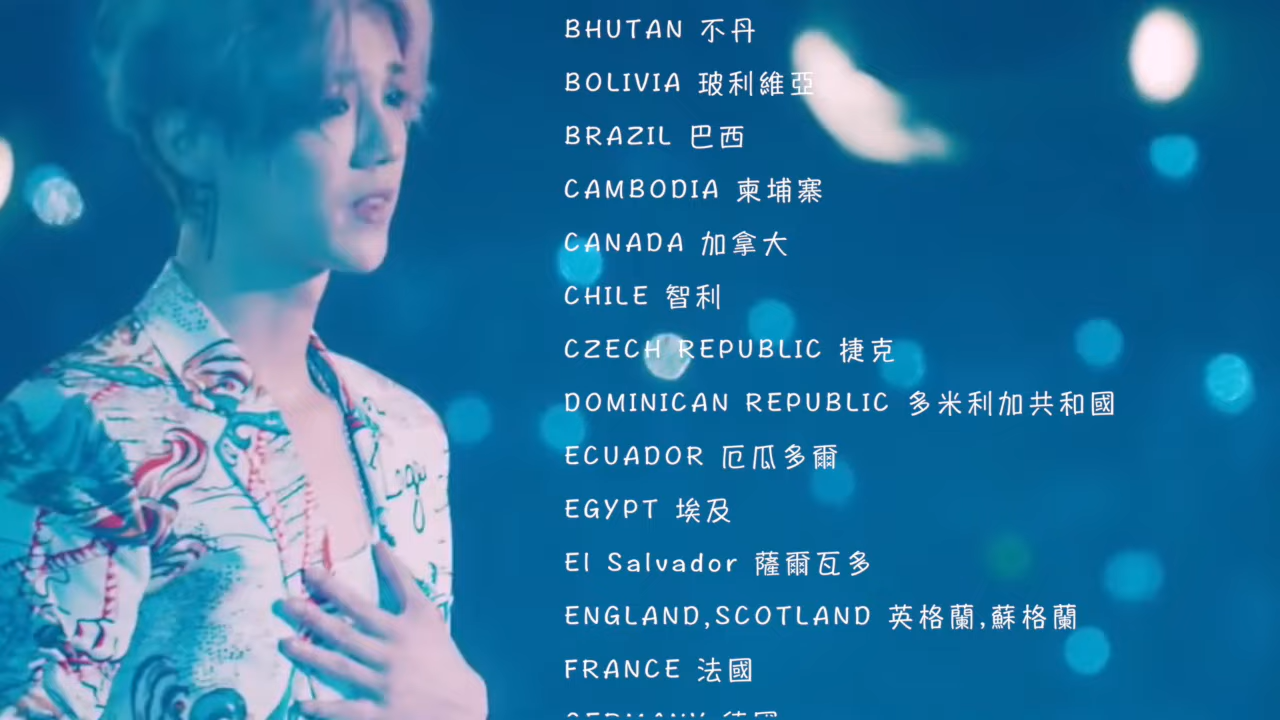 BHUTAN 不丹
BOLIVIA 玻利維亞
BRAZIL 巴西
CAMBODIA 柬埔寨
CANADA 加拿大
CHILE 智利
CZECH REPUBLIC 捷克
DOMINICAN REPUBLIC 多米利加共和國
ECUADOR 厄瓜多爾
EGYPT 埃及
El Salvador 薩爾瓦多
ENGLAND,SCOTLAND 英格蘭,蘇格蘭
FRANCE 法國
GERMANY 德國